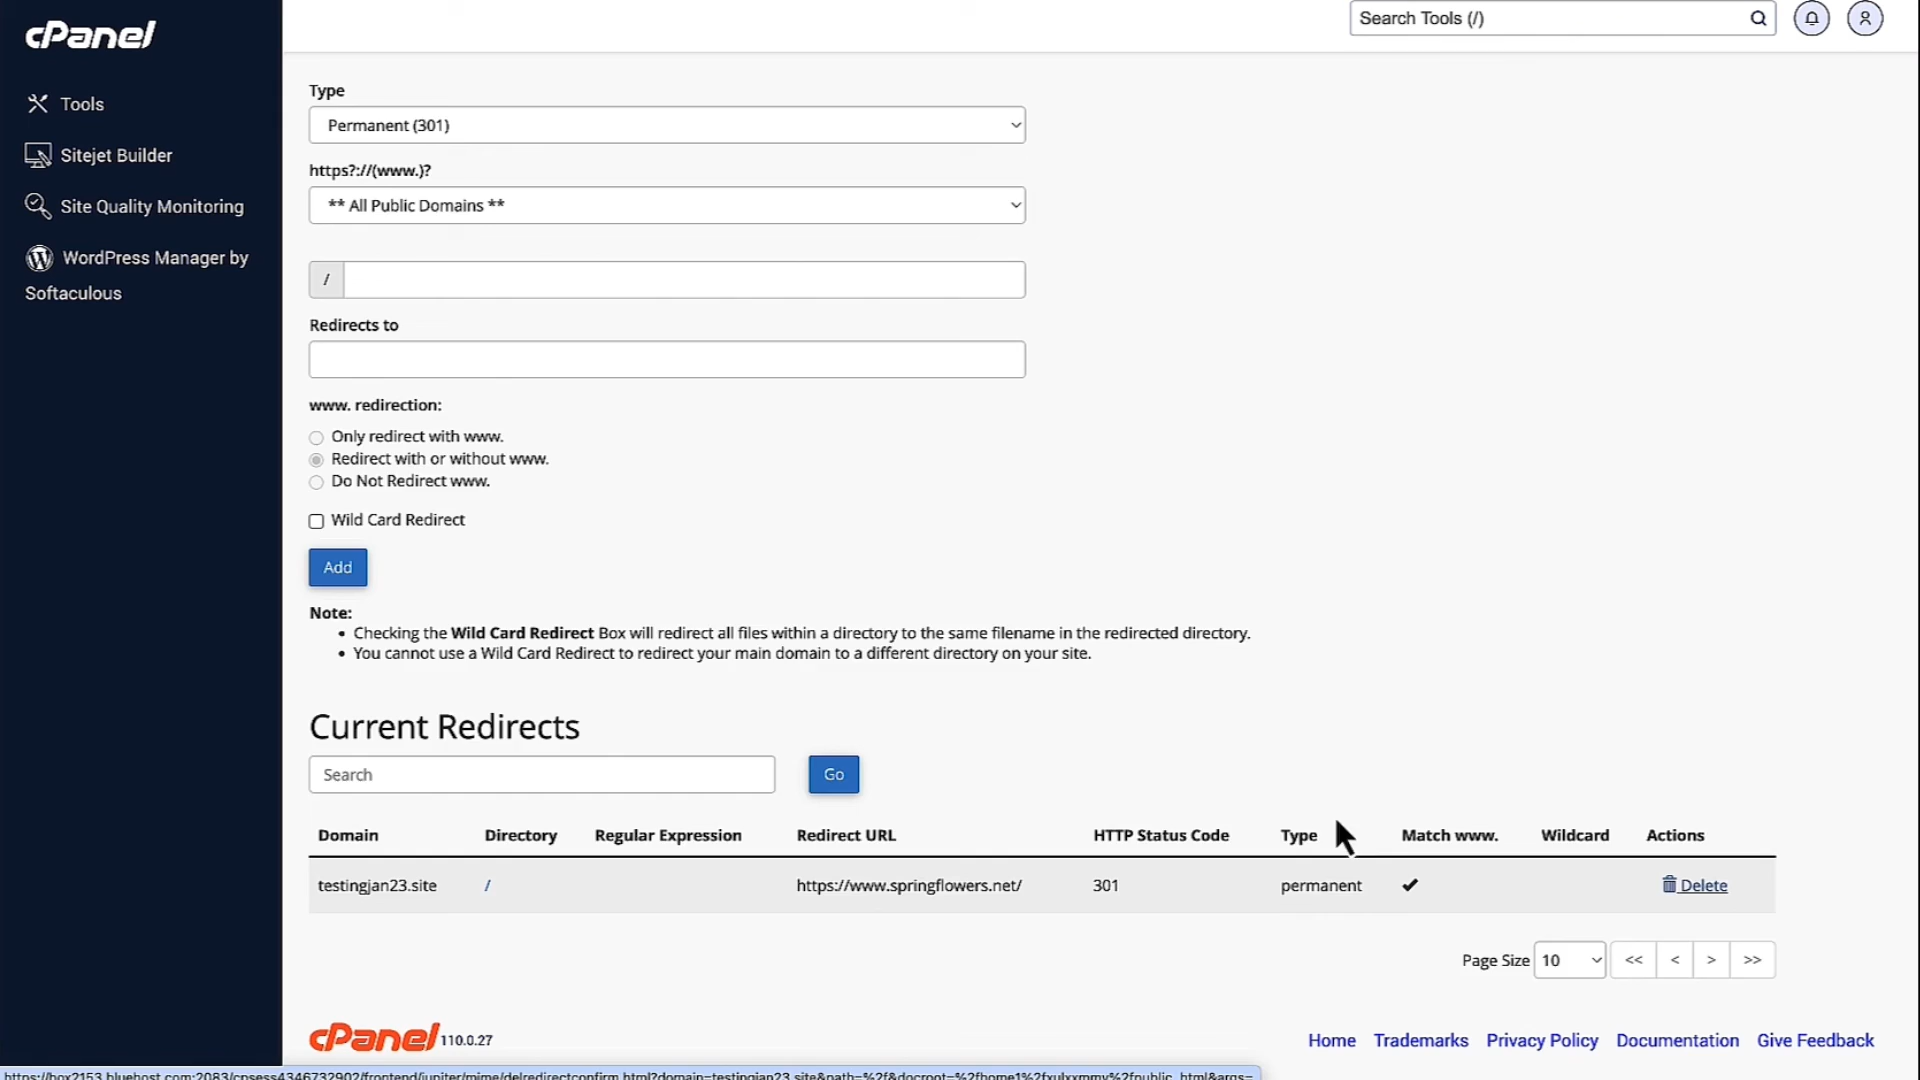 cPanel
Search Tools (/)
Tools
Sitejet Builder
Site Quality Monitoring
WordPress Manager by
Softaculous
Type
Permanent (301)
https?://(www.)?
** All Public Domains **
/
Redirects to
www. redirection:
Only redirect with www.
Redirect with or without www.
Do Not Redirect www.
Wild Card Redirect
Add
Note:
• Checking the Wild Card Redirect Box will redirect all files within a directory to the same filename in the redirected directory.
• You cannot use a Wild Card Redirect to redirect your main domain to a different directory on your site.
Current Redirects
Search
Go
Domain Directory Regular Expression Redirect URL HTTP Status Code Type Match www. Wildcard Actions
testingjan23.site / https://www.springflowers.net/ 301 permanent ✔ Delete
Page Size 10 << < > >>
cPanel 110.0.27
Home Trademarks Privacy Policy Documentation Give Feedback